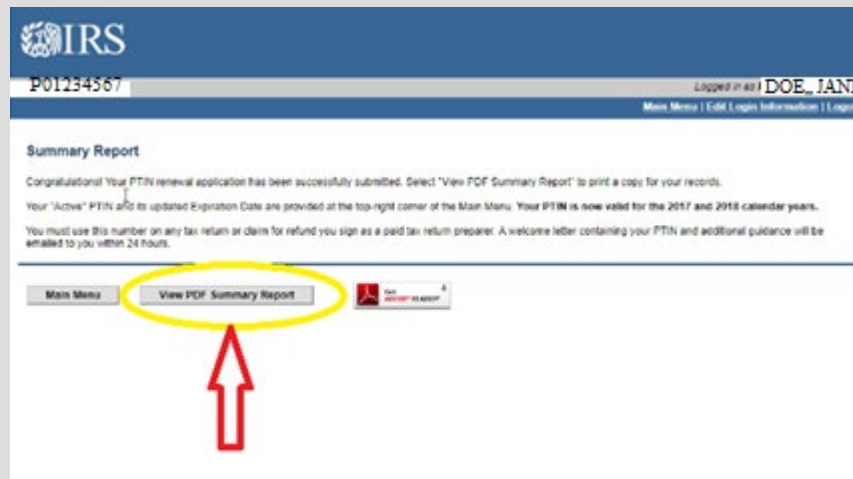 IRS
P01234567
Logged in as DOE,, JAN
Main Menu | Edit Login Information | Logo
Summary Report
Congratulations! Your PTIN renewal application has been successfully submitted. Select "View PDF Summary Report" to print a copy for your records.
Your "Active" PTIN and its updated Expiration Date are provided at the top-right corner of the Main Menu. Your PTIN is now valid for the 2017 and 2018 calendar years.
You must use this number on any tax return or claim for refund you sign as a paid tax return preparer. A welcome letter containing your PTIN and additional guidance will be
emailed to you within 24 hours.
Main Menu View PDF Summary Report